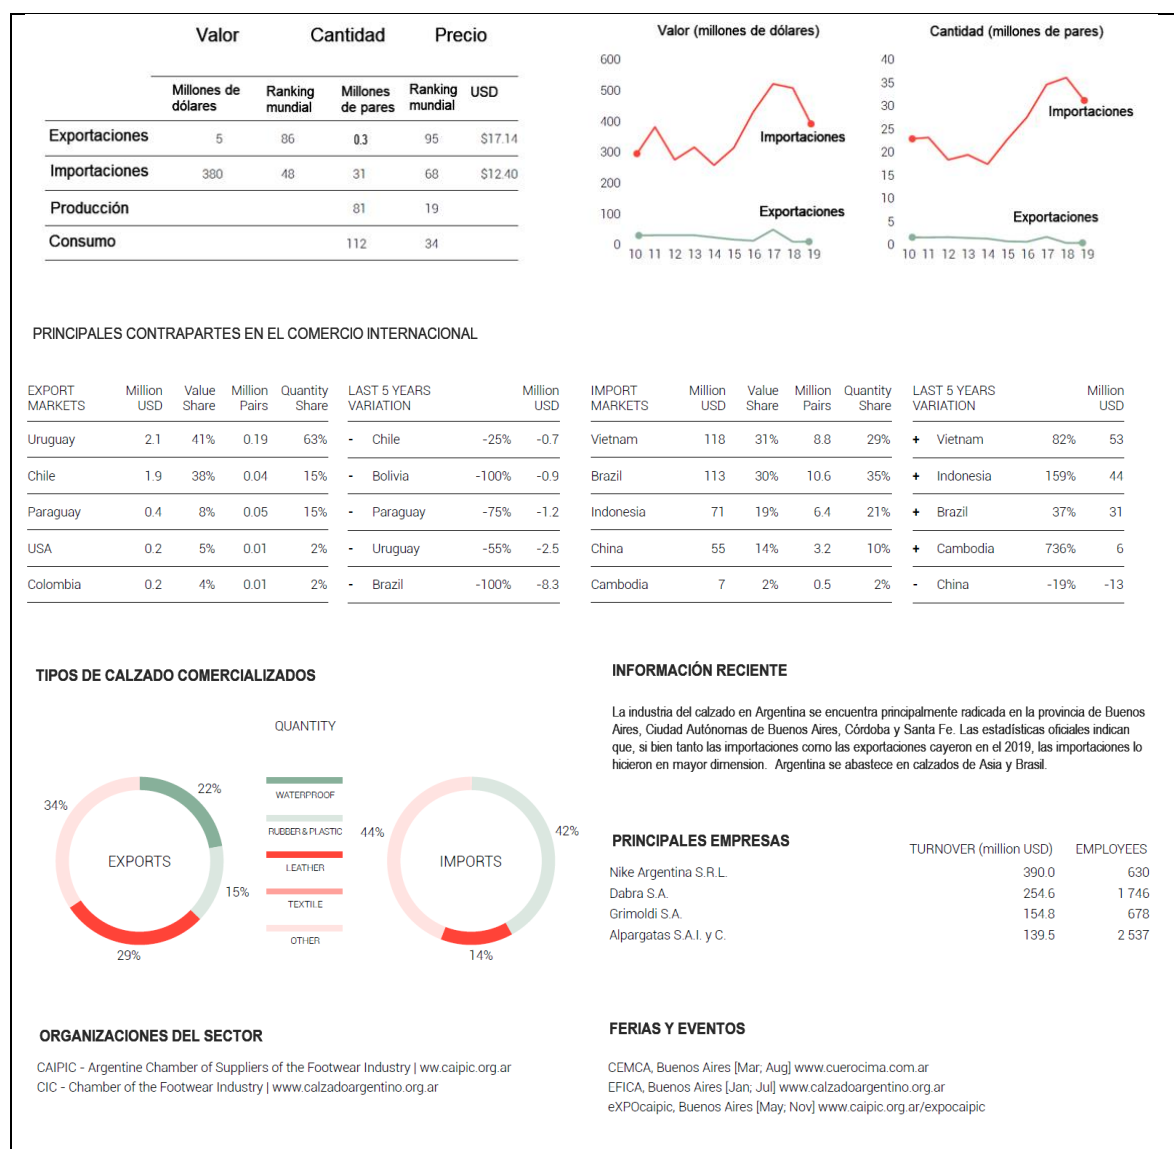 Valor Cantidad Precio
Millones de dólares Ranking mundial Millones de pares Ranking mundial USD
Exportaciones 5 86 0.3 95 $17.14
Importaciones 380 48 31 68 $12.40
Producción 81 19
Consumo 112 34
Valor (millones de dólares)
600
500
400
300
200
100
0
Importaciones
Exportaciones
10 11 12 13 14 15 16 17 18 19
Cantidad (millones de pares)
40
35
30
25
20
15
10
5
0
Importaciones
Exportaciones
10 11 12 13 14 15 16 17 18 19
PRINCIPALES CONTRAPARTES EN EL COMERCIO INTERNACIONAL
EXPORT MARKETS Million USD Value Share Million Pairs Quantity Share
Uruguay 2.1 41% 0.19 63%
Chile 1.9 38% 0.04 15%
Paraguay 0.4 8% 0.05 15%
USA 0.2 5% 0.01 2%
Colombia 0.2 4% 0.01 2%
LAST 5 YEARS VARIATION Million USD
- Chile -25% -0.7
- Bolivia -100% -0.9
- Paraguay -75% -1.2
- Uruguay -55% -2.5
- Brazil -100% -8.3
IMPORT MARKETS Million USD Value Share Million Pairs Quantity Share
Vietnam 118 31% 8.8 29%
Brazil 113 30% 10.6 35%
Indonesia 71 19% 6.4 21%
China 55 14% 3.2 10%
Cambodia 7 2% 0.5 2%
LAST 5 YEARS VARIATION Million USD
+ Vietnam 82% 53
+ Indonesia 159% 44
+ Brazil 37% 31
+ Cambodia 736% 6
- China -19% -13
TIPOS DE CALZADO COMERCIALIZADOS
QUANTITY
WATERPROOF
RUBBER & PLASTIC
LEATHER
TEXTILE
OTHER
EXPORTS
22%
15%
29%
34%
IMPORTS
42%
14%
44%
INFORMACIÓN RECIENTE
La industria del calzado en Argentina se encuentra principalmente radicada en la provincia de Buenos
Aires, Ciudad Autónomas de Buenos Aires, Córdoba y Santa Fe. Las estadísticas oficiales indican
que, si bien tanto las importaciones como las exportaciones cayeron en el 2019, las importaciones lo
hicieron en mayor dimension. Argentina se abastece en calzados de Asia y Brasil.
PRINCIPALES EMPRESAS TURNOVER (million USD) EMPLOYEES
Nike Argentina S.R.L. 390.0 630
Dabra S.A. 254.6 1 746
Grimoldi S.A. 154.8 678
Alpargatas S.A.I. y C. 139.5 2 537
ORGANIZACIONES DEL SECTOR
CAIPIC - Argentine Chamber of Suppliers of the Footwear Industry | ww.caipic.org.ar
CIC - Chamber of the Footwear Industry | www.calzadoargentino.org.ar
FERIAS Y EVENTOS
CEMCA, Buenos Aires [Mar; Aug] www.cuerocima.com.ar
EFICA, Buenos Aires [Jan; Jul] www.calzadoargentino.org.ar
eXPOcaipic, Buenos Aires [May; Nov] www.caipic.org.ar/expocaipic